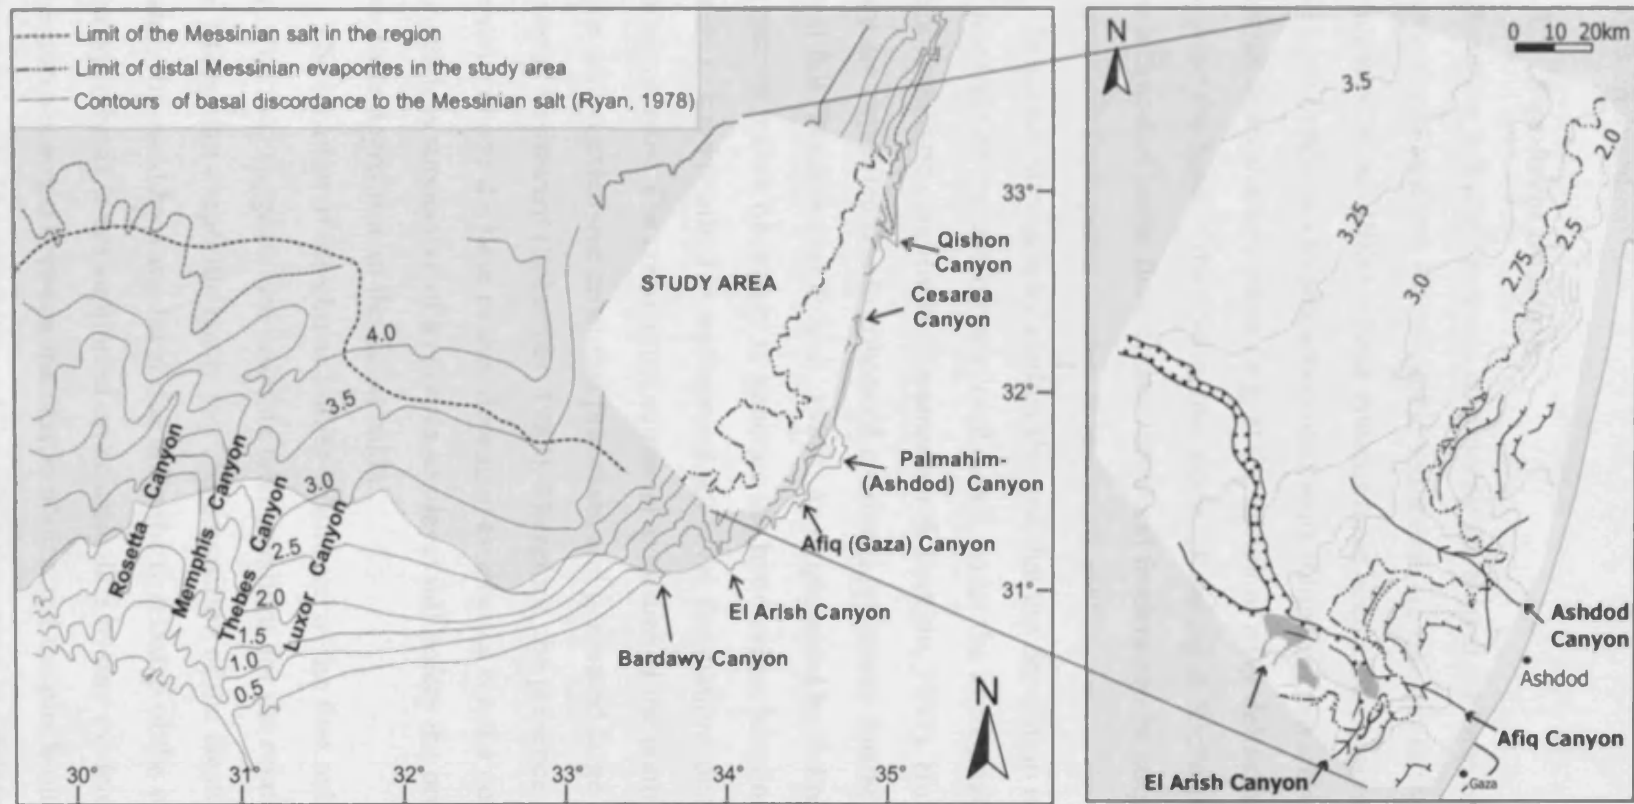 Limit of the Messinian salt in the region
Limit of distal Messinian evaporites in the study area
Contours of basal discordance to the Messinian salt (Ryan, 1978)
STUDY AREA
33°
32°
31°
Qishon
Canyon
Cesarea
Canyon
Palmahim-
(Ashdod) Canyon
Afiq (Gaza) Canyon
El Arish Canyon
Bardawy Canyon
4.0
3.5
3.0
2.5
2.0
1.5
1.0
0.5
Rosetta Canyon
Memphis Canyon
Thebes Canyon
Luxor Canyon
N
30°
31°
32°
33°
34°
35°
N
0 10 20km
3.5
3.25
3.0
2.75
2.5
2.0
Ashdod
Canyon
Ashdod
Afiq Canyon
El Arish Canyon
Gaza